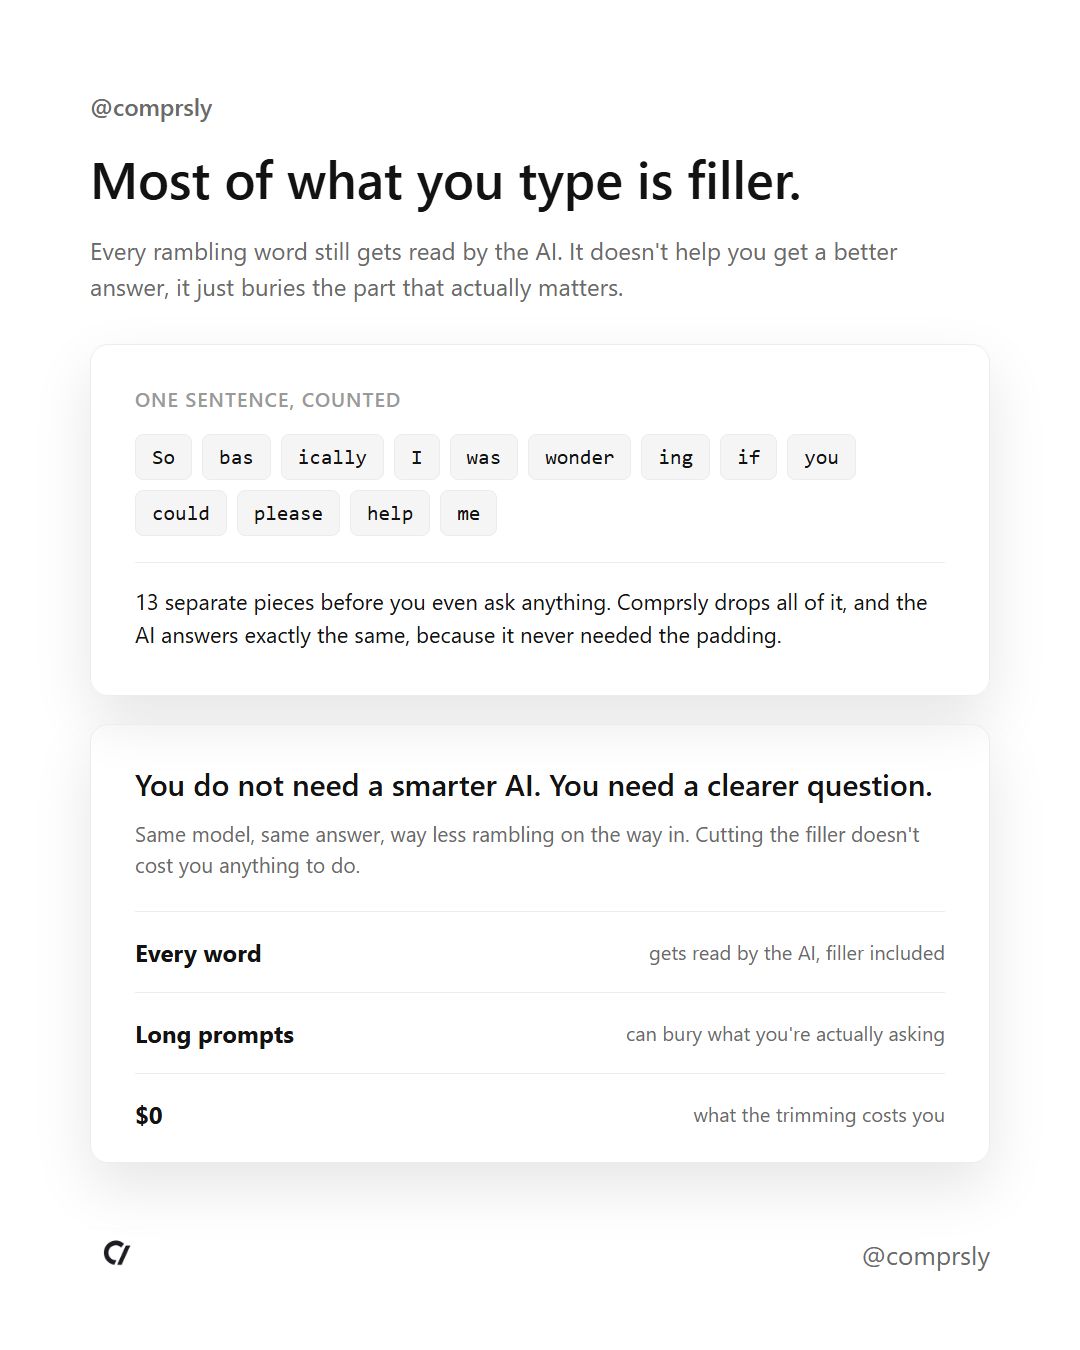 @comprsly
Most of what you type is filler.
Every rambling word still gets read by the AI. It doesn't help you get a better
answer, it just buries the part that actually matters.
ONE SENTENCE, COUNTED
So bas ically I was wonder ing if you
could please help me
13 separate pieces before you even ask anything. Comprsly drops all of it, and the
AI answers exactly the same, because it never needed the padding.
You do not need a smarter AI. You need a clearer question.
Same model, same answer, way less rambling on the way in. Cutting the filler doesn't
cost you anything to do.
Every word gets read by the AI, filler included
Long prompts can bury what you're actually asking
$0 what the trimming costs you
@comprsly